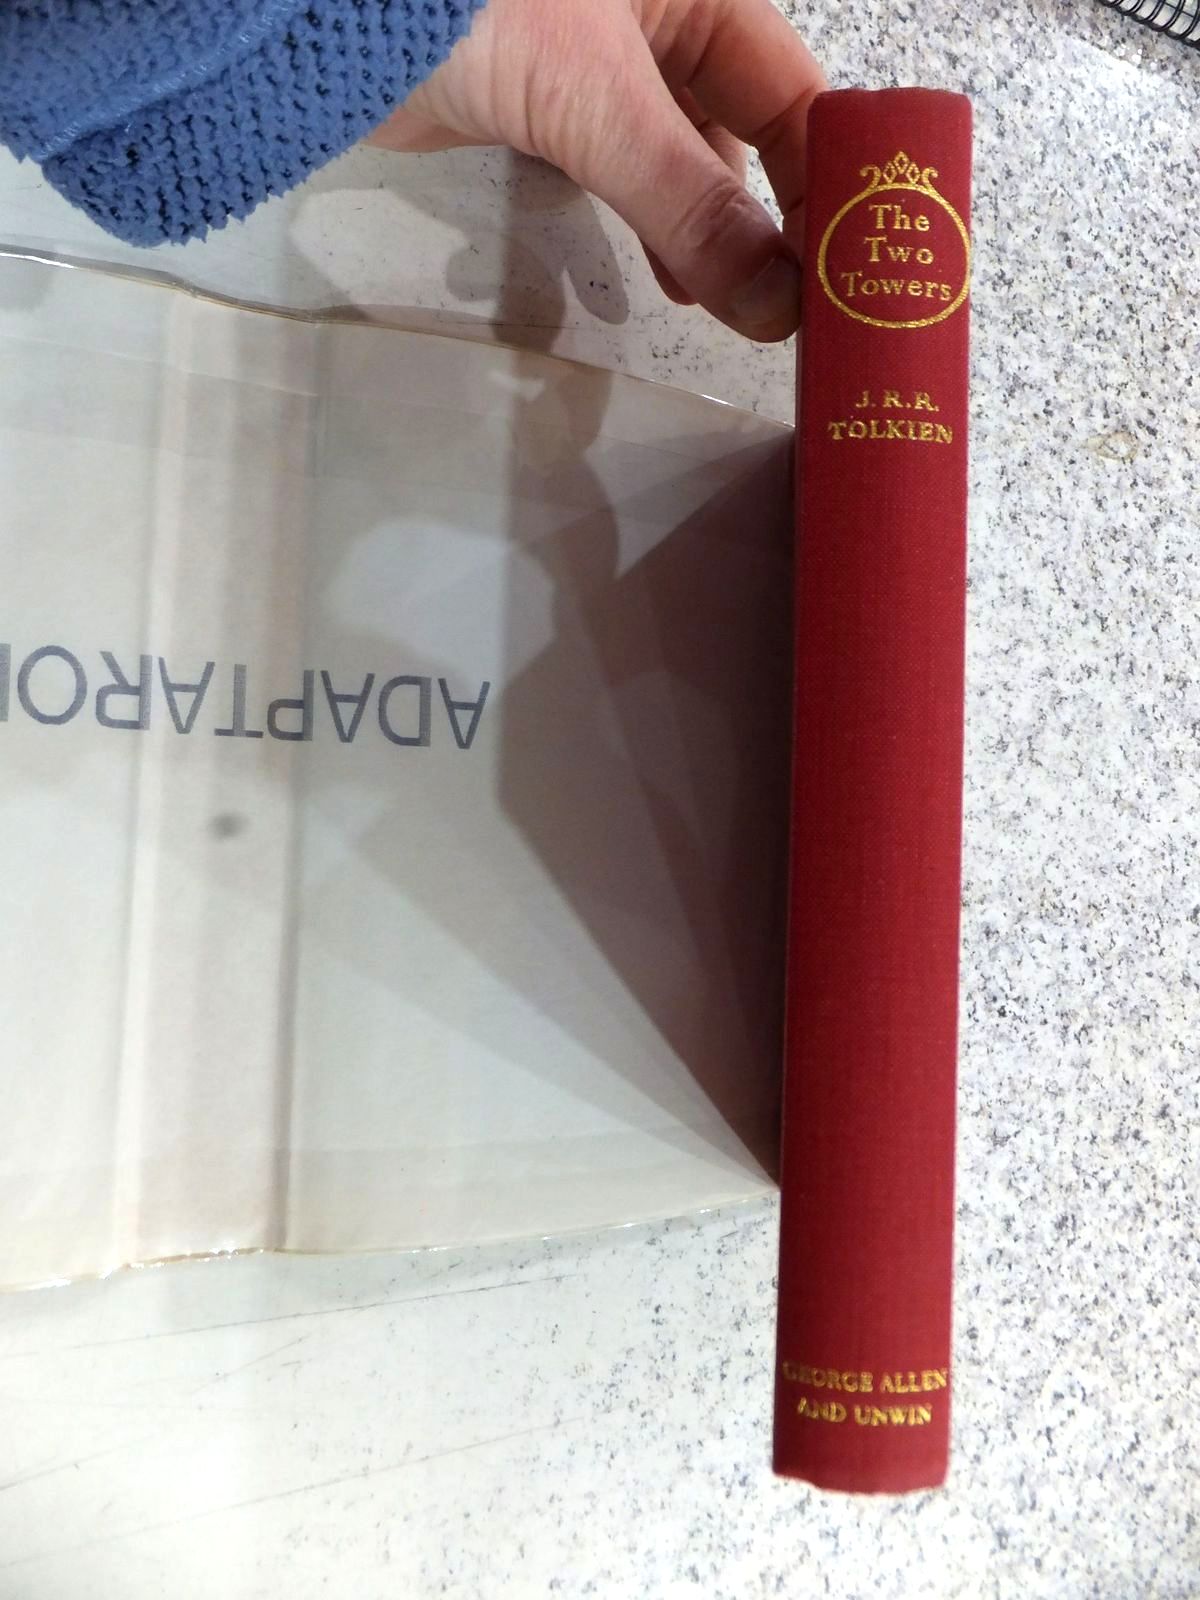 The
Two
Towers
J. R. R.
TOLKIEN
GEORGE ALLEN
AND UNWIN
ADAPTARO